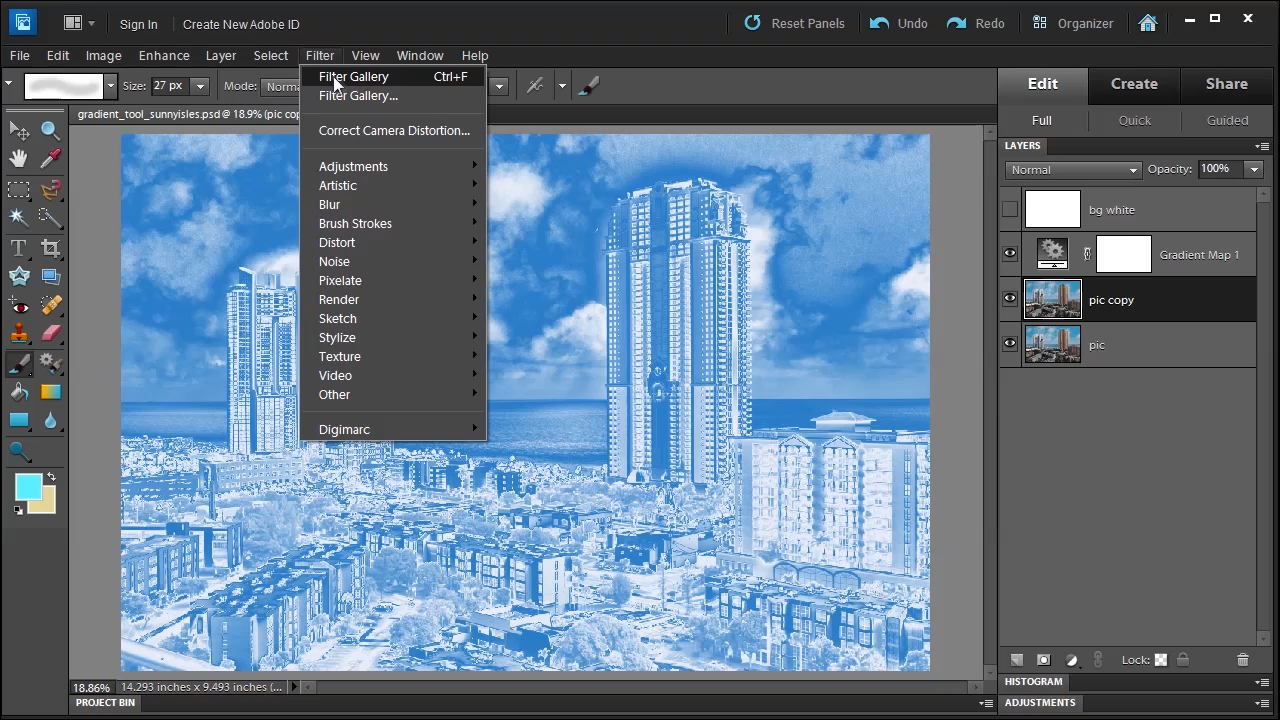 Sign In
Create New Adobe ID
Reset Panels
Undo
Redo
Organizer
File Edit Image Enhance Layer Select Filter View Window Help
Size: 27 px
Mode:
Filter Gallery Ctrl+F
Filter Gallery...
Correct Camera Distortion...
Adjustments
Artistic
Blur
Brush Strokes
Distort
Noise
Pixelate
Render
Sketch
Stylize
Texture
Video
Other
Digimarc
gradient_tool_sunnyisles.psd @ 18.9% (pic
18.86% 14.293 inches x 9.493 inches (...
PROJECT BIN
Edit Create Share
Full Quick Guided
LAYERS
Normal Opacity: 100%
bg white
Gradient Map 1
pic copy
pic
Lock:
HISTOGRAM
ADJUSTMENTS